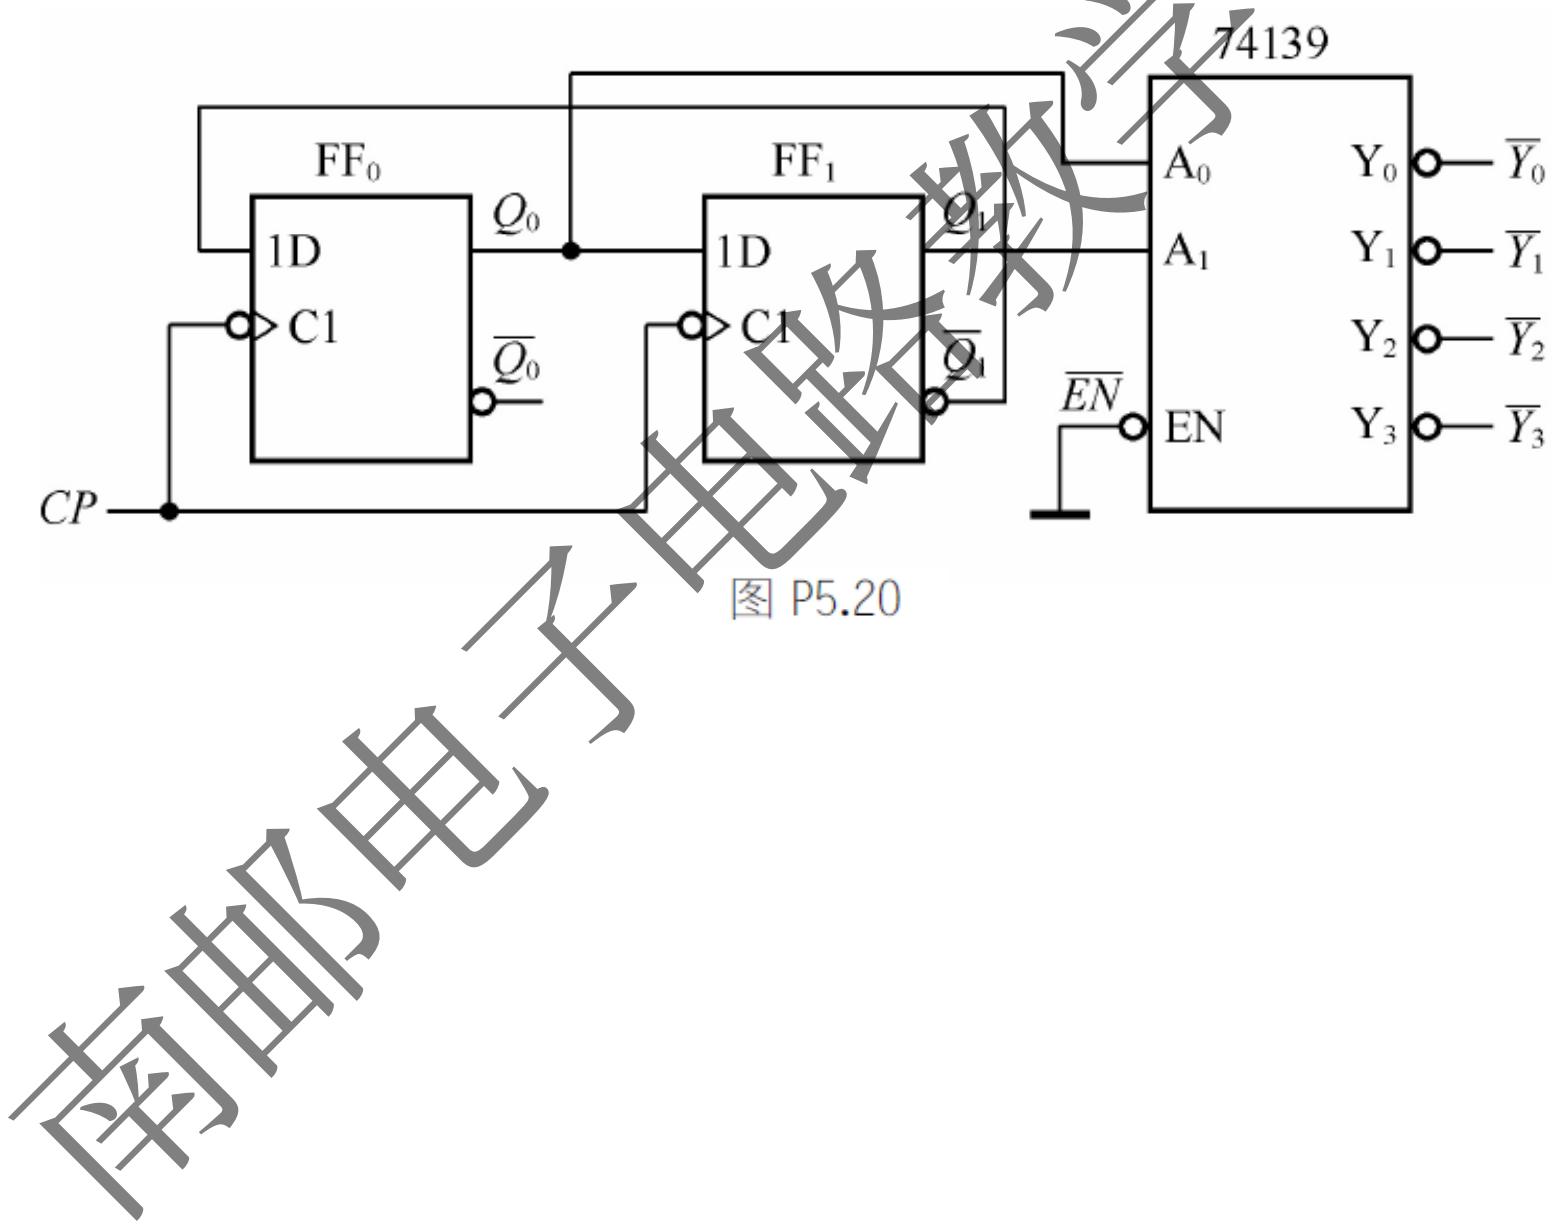 74139
FF₀ FF₁
Q₀ Q₁
1D 1D
C1 C1
Q̅₀ Q̅₁
A₀ Y₀ Y̅₀
A₁ Y₁ Y̅₁
Y₂ Y̅₂
E̅N̅
EN Y₃ Y̅₃
CP
图 P5.20
南邮电子电路教学